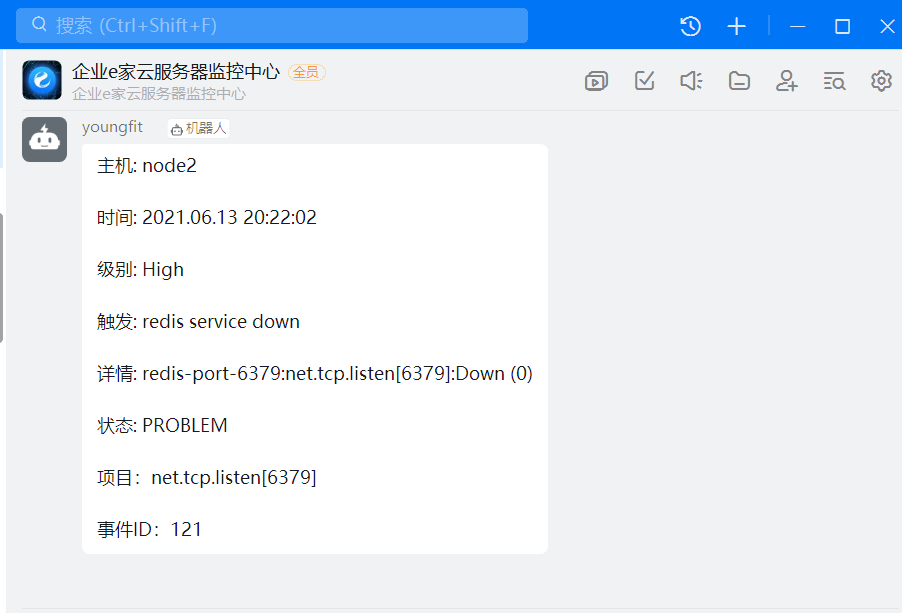 搜索 (Ctrl+Shift+F)
企业e家云服务器监控中心 全员
企业e家云服务器监控中心
youngfit 机器人
主机: node2
时间: 2021.06.13 20:22:02
级别: High
触发: redis service down
详情: redis-port-6379:net.tcp.listen[6379]:Down (0)
状态: PROBLEM
项目：net.tcp.listen[6379]
事件ID：121